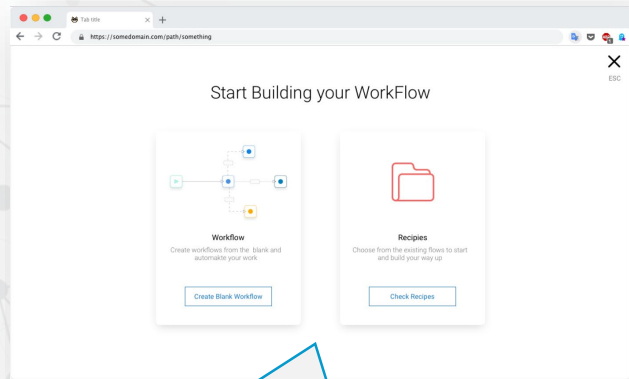 Tab title
https://somedomain.com/path/something
ESC
Start Building your WorkFlow
Workflow
Create workflows from the blank and
automakte your work
Create Blank Workflow
Recipies
Choose from the existing flows to start
and build your way up
Check Recipes